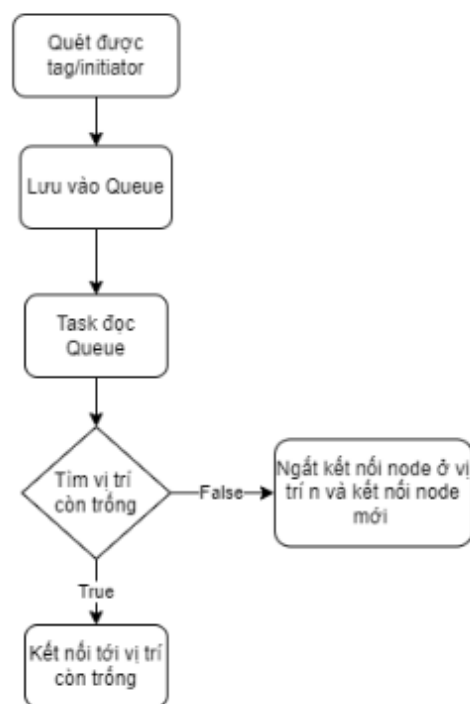 Quét được
tag/initiator
Lưu vào Queue
Task đọc
Queue
Tìm vị trí
còn trống
False
Ngắt kết nối node ở vị
trí n và kết nối node
mới
True
Kết nối tới vị trí
còn trống